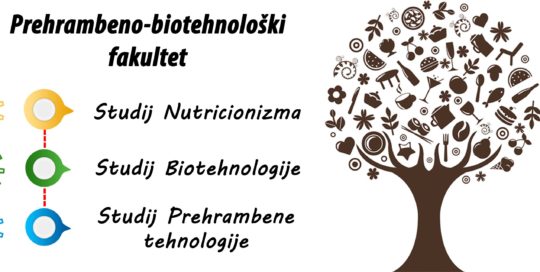 Prehrambeno-biotehnološki
fakultet
Studij Nutricionizma
Studij Biotehnologije
Studij Prehrambene
tehnologije